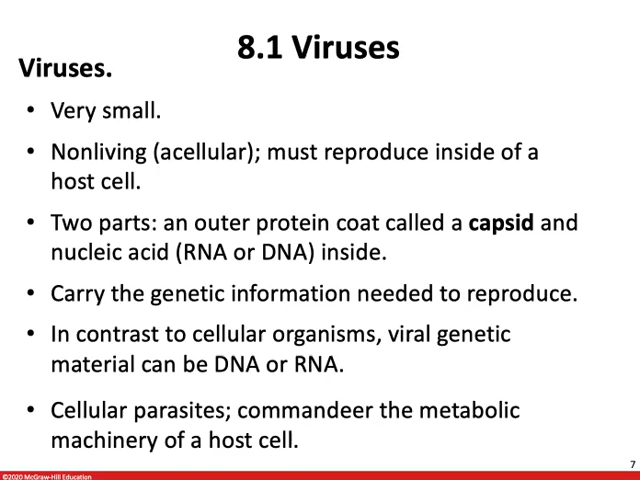 8.1 Viruses
Viruses.
• Very small.
• Nonliving (acellular); must reproduce inside of a
host cell.
• Two parts: an outer protein coat called a capsid and
nucleic acid (RNA or DNA) inside.
• Carry the genetic information needed to reproduce.
• In contrast to cellular organisms, viral genetic
material can be DNA or RNA.
• Cellular parasites; commandeer the metabolic
machinery of a host cell.
7
©2020 McGraw-Hill Education